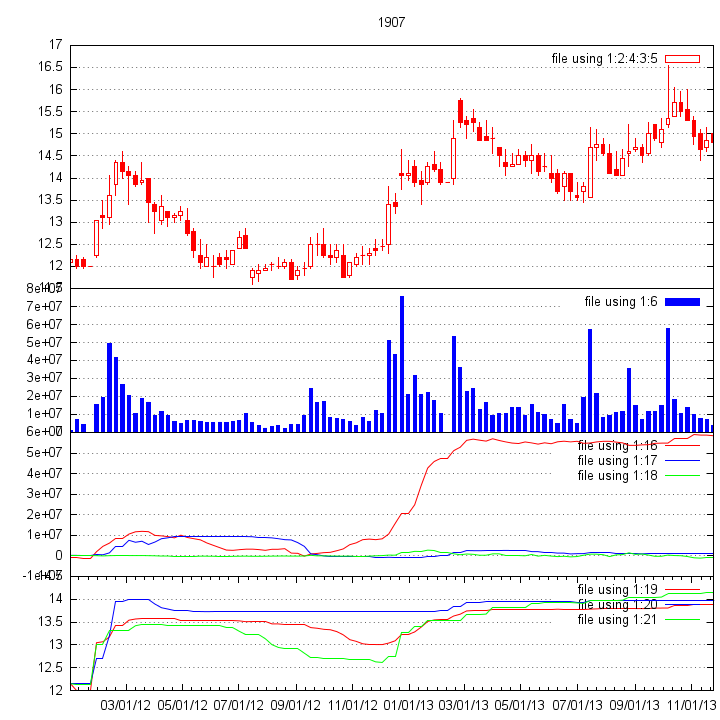 1907
17
file using 1:2:4:3:5
16.5
16
15.5
15
14.5
14
13.5
13
12.5
12
8e+07
file using 1:6
7e+07
6e+07
5e+07
4e+07
3e+07
2e+07
1e+07
6e+07
file using 1:16
5e+07
file using 1:17
4e+07
file using 1:18
3e+07
2e+07
1e+07
0
file using 1:19
14
file using 1:20
13.5
file using 1:21
13
12.5
12
03/01/12 05/01/12 07/01/12 09/01/12 11/01/12 01/01/13 03/01/13 05/01/13 07/01/13 09/01/13 11/01/13